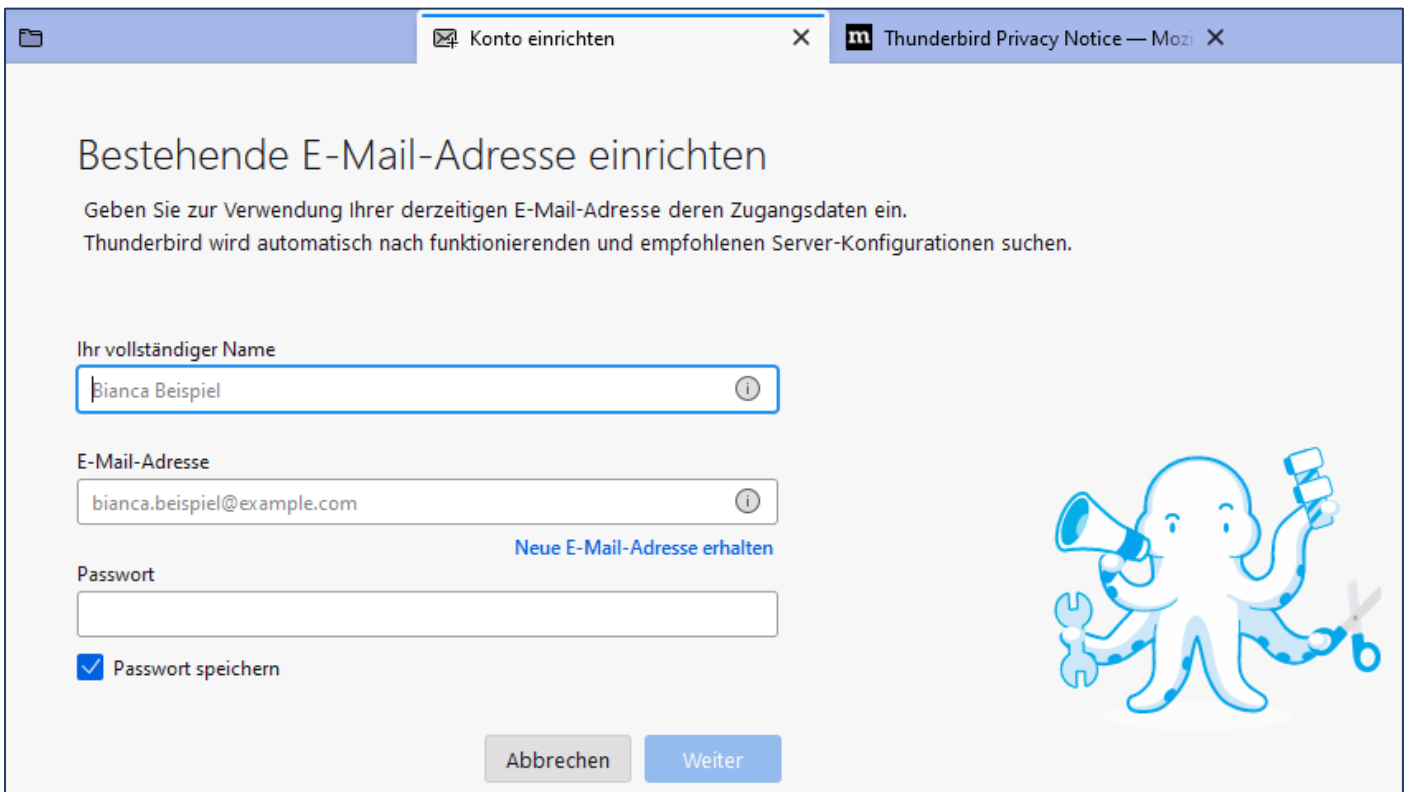 Konto einrichten
m Thunderbird Privacy Notice — Mozi
Bestehende E-Mail-Adresse einrichten
Geben Sie zur Verwendung Ihrer derzeitigen E-Mail-Adresse deren Zugangsdaten ein.
Thunderbird wird automatisch nach funktionierenden und empfohlenen Server-Konfigurationen suchen.
Ihr vollständiger Name
Bianca Beispiel
E-Mail-Adresse
bianca.beispiel@example.com
Neue E-Mail-Adresse erhalten
Passwort
Passwort speichern
Abbrechen
Weiter